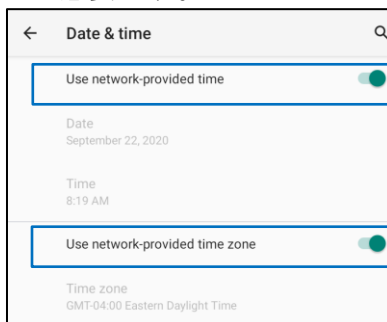 Date & time
Use network-provided time
Date
September 22, 2020
Time
8:19 AM
Use network-provided time zone
Time zone
GMT-04:00 Eastern Daylight Time